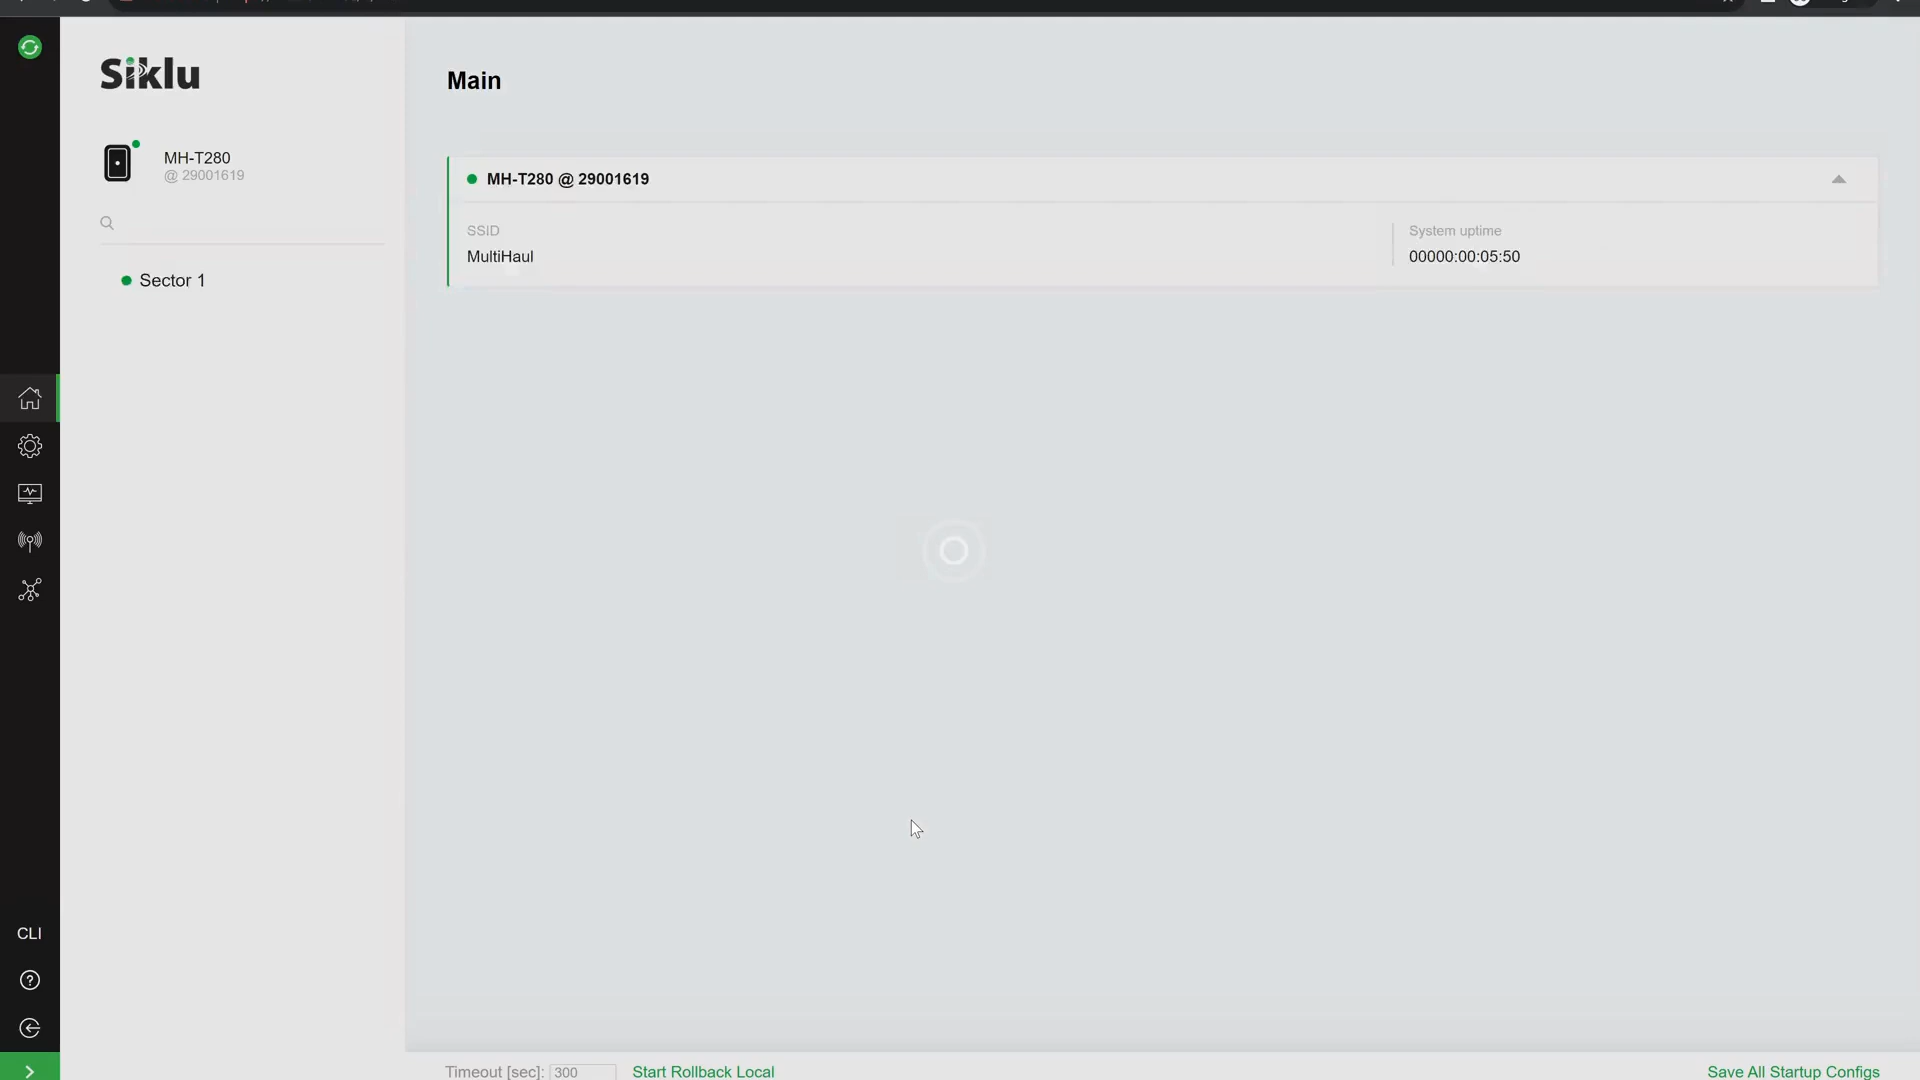 Siklu
MH-T280
@ 29001619
Sector 1
Main
MH-T280 @ 29001619
SSID
MultiHaul
System uptime
00000:00:05:50
CLI
?
Timeout [sec]: 300 Start Rollback Local
Save All Startup Configs